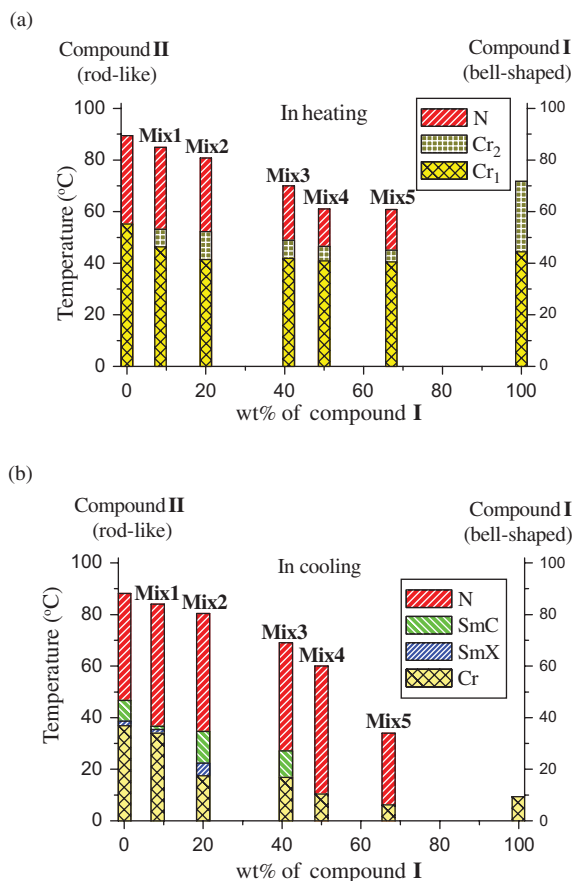 (a)
Compound II
(rod-like)
Compound I
(bell-shaped)
In heating
N
Cr₂
Cr₁
Mix1
Mix2
Mix3
Mix4
Mix5
Temperature (°C)
100
80
60
40
20
0
100
80
60
40
20
0
0 20 40 60 80 100
wt% of compound I
(b)
Compound II
(rod-like)
Compound I
(bell-shaped)
In cooling
N
SmC
SmX
Cr
Mix1
Mix2
Mix3
Mix4
Mix5
Temperature (°C)
100
80
60
40
20
0
100
80
60
40
20
0
0 20 40 60 80 100
wt% of compound I